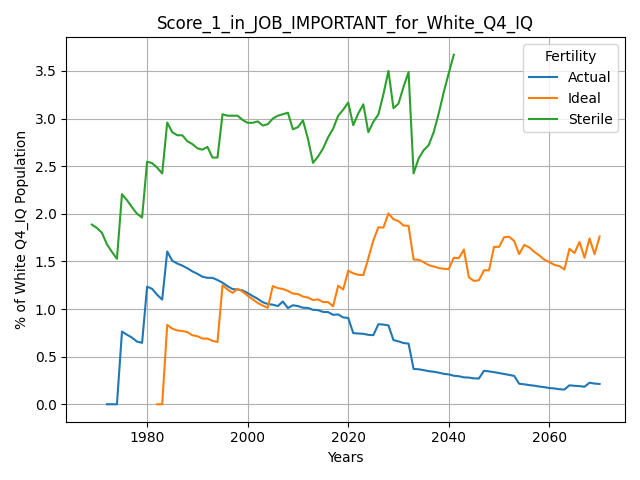 Score_1_in_JOB_IMPORTANT_for_White_Q4_IQ
Fertility
Actual
Ideal
Sterile
% of White Q4_IQ Population
3.5
3.0
2.5
2.0
1.5
1.0
0.5
0.0
1980 2000 2020 2040 2060
Years